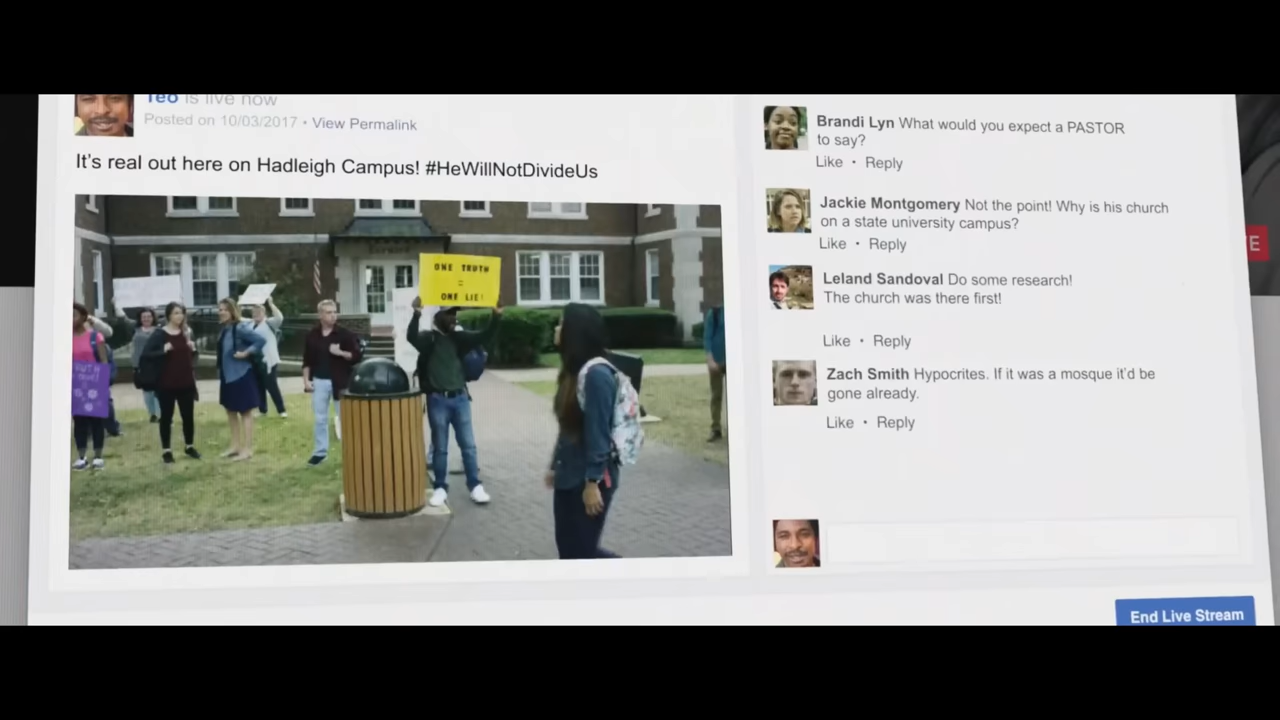 Teo is live now
Posted on 10/03/2017 • View Permalink
It's real out here on Hadleigh Campus! #HeWillNotDivideUs
ONE TRUTH
=
ONE LIE!
Brandi Lyn What would you expect a PASTOR
to say?
Like • Reply
Jackie Montgomery Not the point! Why is his church
on a state university campus?
Like • Reply
Leland Sandoval Do some research!
The church was there first!
Like • Reply
Zach Smith Hypocrites. If it was a mosque it'd be
gone already.
Like • Reply
End Live Stream